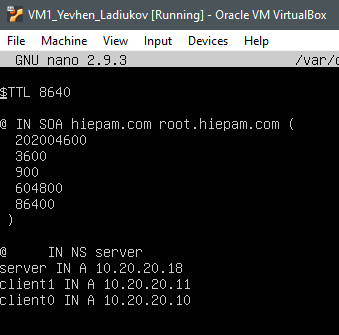 VM1_Yevhen_Ladiukov [Running] - Oracle VM VirtualBox
File Machine View Input Devices Help
GNU nano 2.9.3 /var/
$TTL 8640
@ IN SOA hiepam.com root.hiepam.com (
202004600
3600
900
604800
86400
)
@ IN NS server
server IN A 10.20.20.18
client1 IN A 10.20.20.11
client0 IN A 10.20.20.10